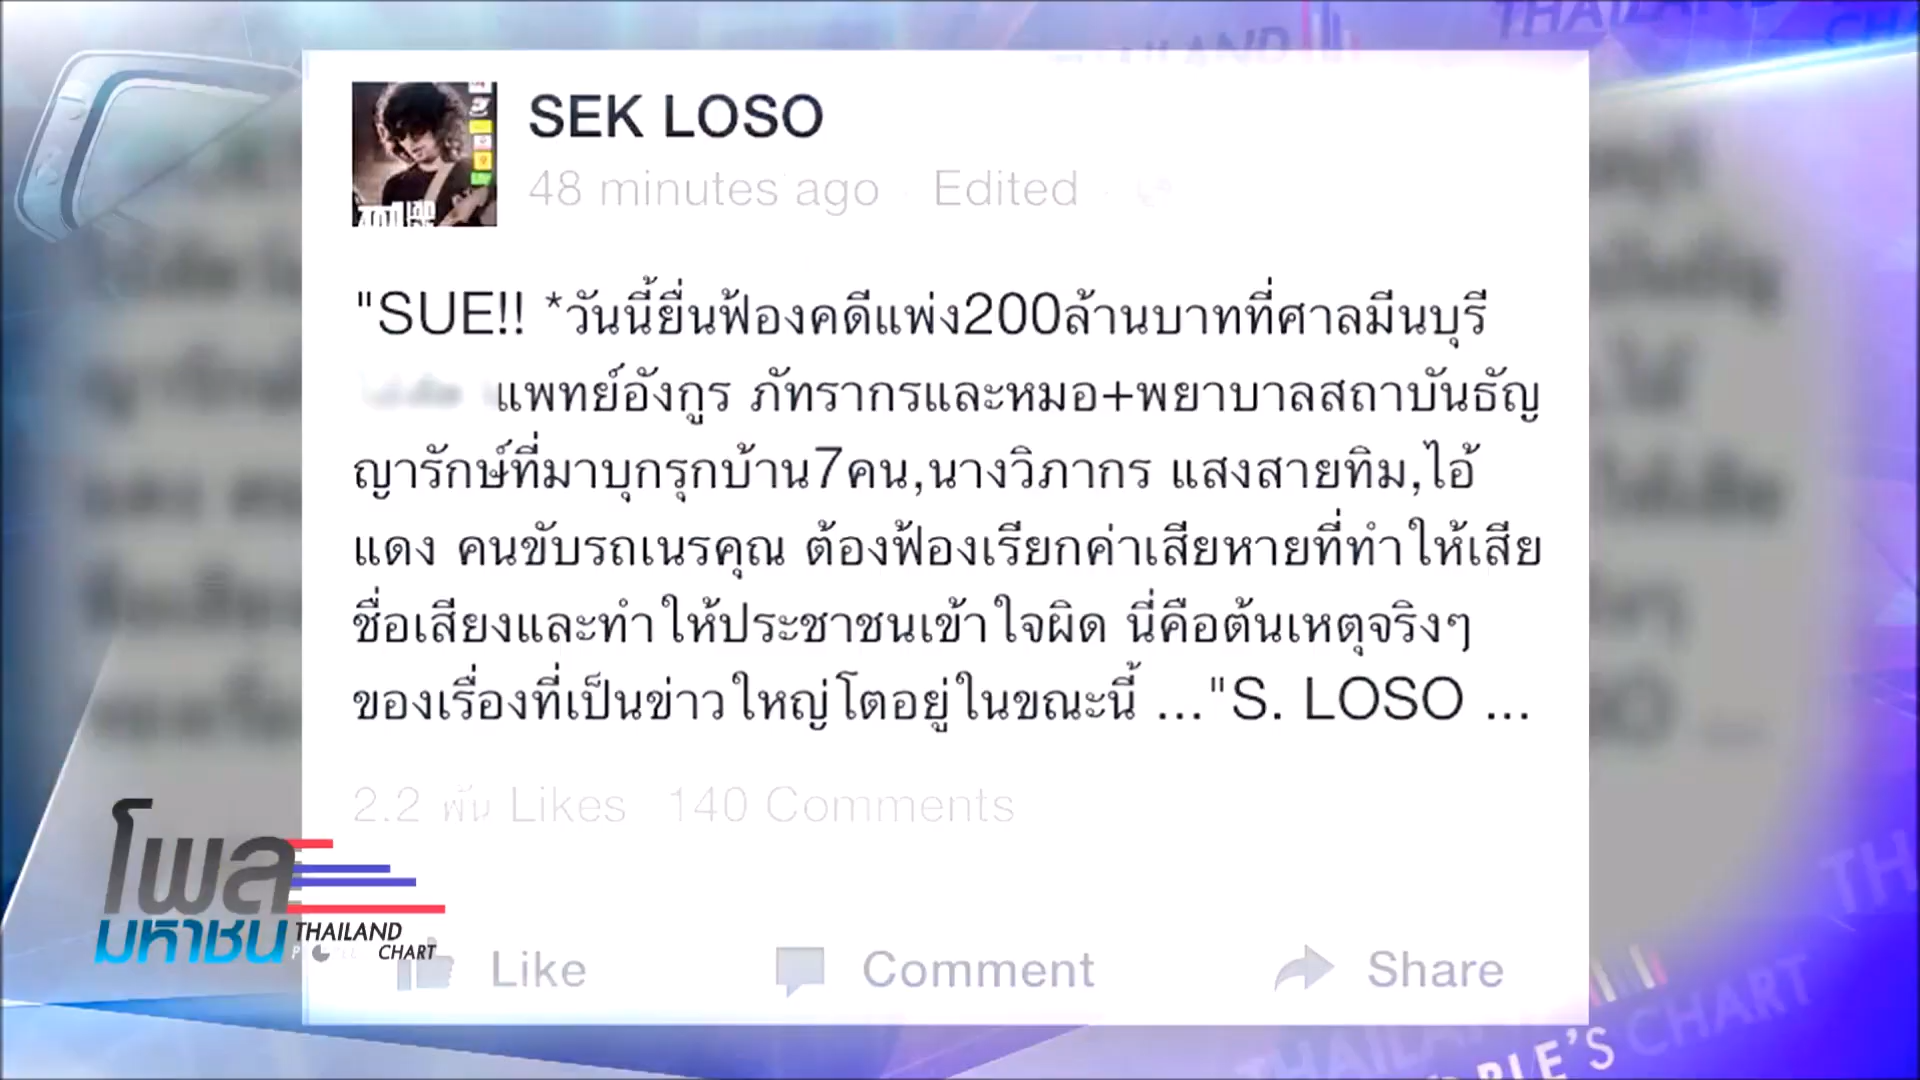 SEK LOSO
48 minutes ago · Edited ·
"SUE!! *วันนี้ยื่นฟ้องคดีแพ่ง200ล้านบาทที่ศาลมีนบุรี
แพทย์อังกูร ภัทรากรและหมอ+พยาบาลสถาบันธัญ
ญารักษ์ที่มาบุกรุกบ้าน7คน,นางวิภากร แสงสายทิม,ไอ้
แดง คนขับรถเนรคุณ ต้องฟ้องเรียกค่าเสียหายที่ทำให้เสีย
ชื่อเสียงและทำให้ประชาชนเข้าใจผิด นี่คือต้นเหตุจริงๆ
ของเรื่องที่เป็นข่าวใหญ่โตอยู่ในขณะนี้ ..."S. LOSO ...
2.2 พัน Likes 140 Comments
Like Comment Share
โพล
มหาชน
THAILAND
CHART